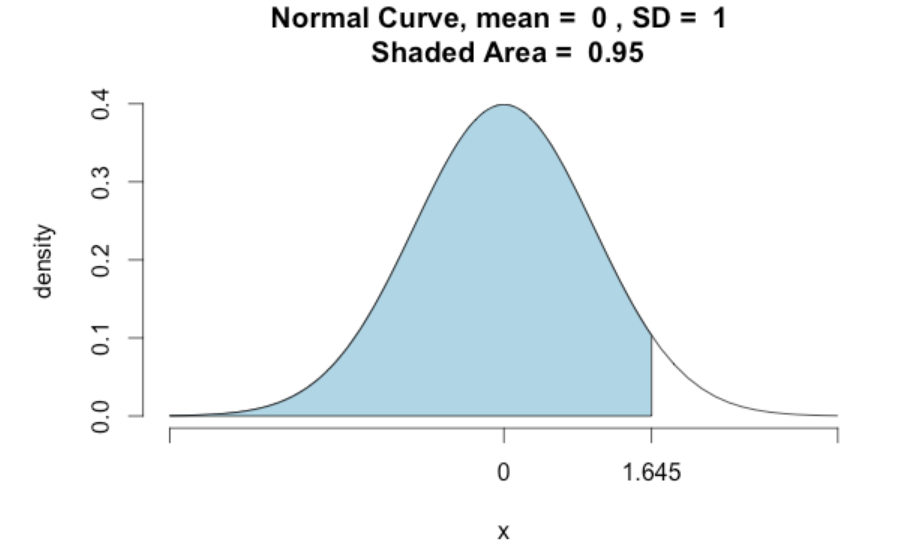 Normal Curve, mean =  0 , SD =  1
Shaded Area =  0.95
0.4
0.3
0.2
0.1
0.0
density
0
1.645
x